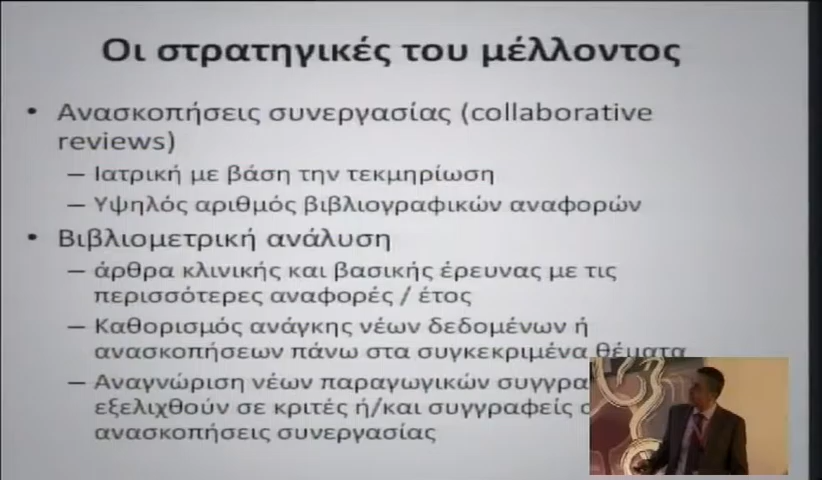 Οι στρατηγικές του μέλλοντος
• Ανασκοπήσεις συνεργασίας (collaborative
reviews)
– Ιατρική με βάση την τεκμηρίωση
– Υψηλός αριθμός βιβλιογραφικών αναφορών
• Βιβλιομετρική ανάλυση
– άρθρα κλινικής και βασικής έρευνας με τις
περισσότερες αναφορές / έτος
– Καθορισμός ανάγκης νέων δεδομένων ή
ανασκοπήσεων πάνω στα συγκεκριμένα θέματα
– Αναγνώριση νέων παραγωγικών
εξελιχθούν σε κριτές ή/και συγγραφείς
ανασκοπήσεις συνεργασίας